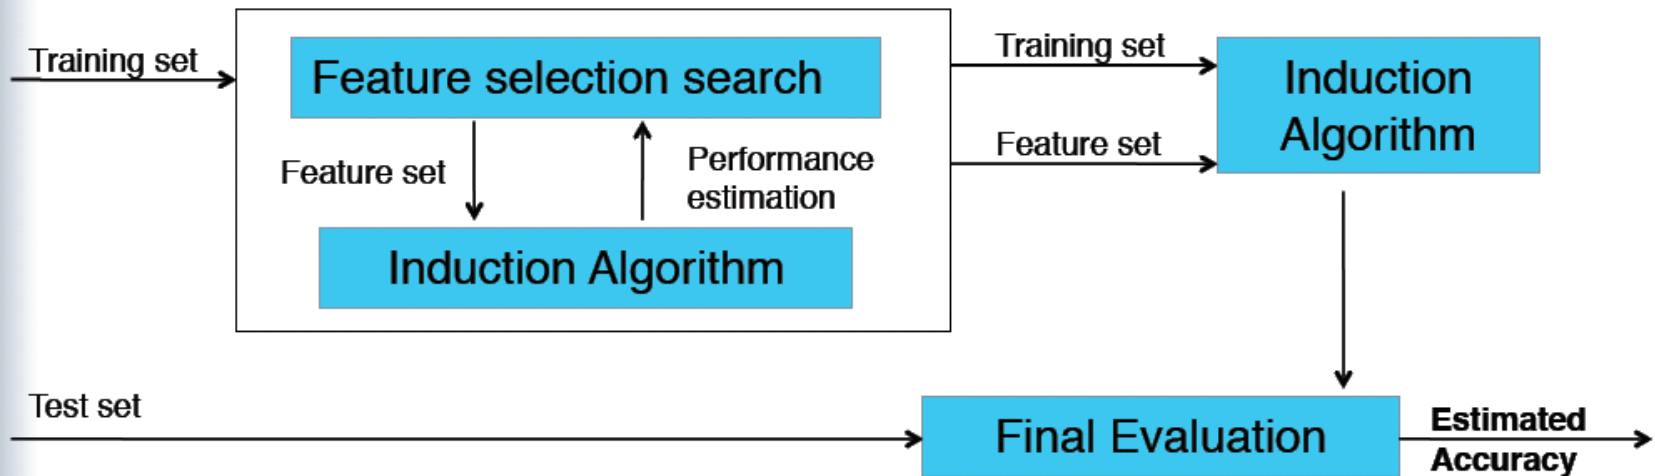 Training set
Feature selection search
Feature set
Performance
estimation
Induction Algorithm
Training set
Feature set
Induction
Algorithm
Test set
Final Evaluation
Estimated
Accuracy